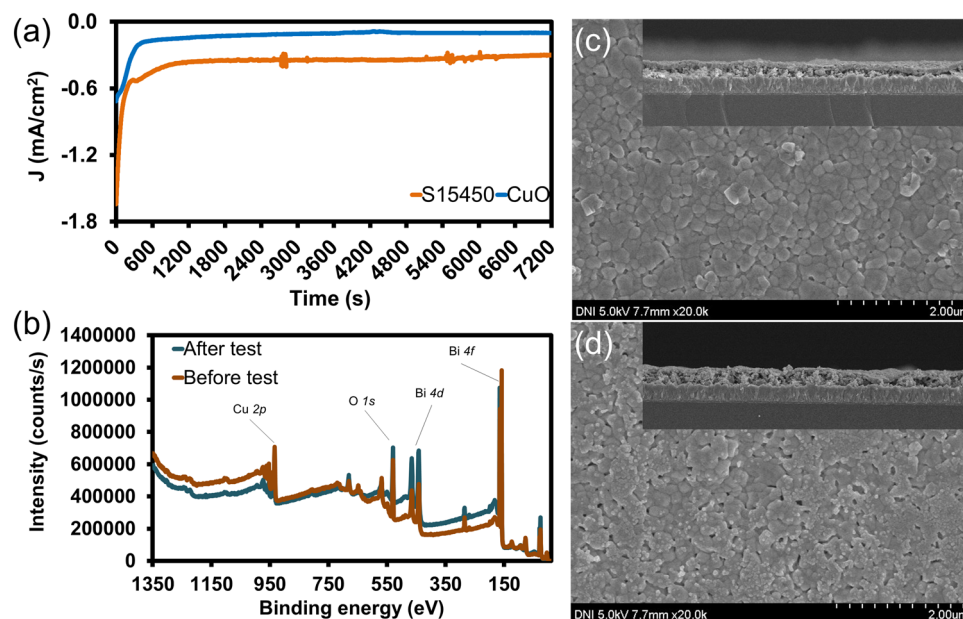 (a)
0.0
-0.6
-1.2
-1.8
J (mA/cm2)
S15450 CuO
0 600 1200 1800 2400 3000 3600 4200 4800 5400 6000 6600 7200
Time (s)
(b)
1400000
1200000
1000000
800000
600000
400000
200000
0
Intensity (counts/s)
After test
Before test
Cu 2p
O 1s
Bi 4d
Bi 4f
1350 1150 950 750 550 350 150
Binding energy (eV)
(c)
DNI 5.0kV 7.7mm x20.0k 2.00um
(d)
DNI 5.0kV 7.7mm x20.0k 2.00um